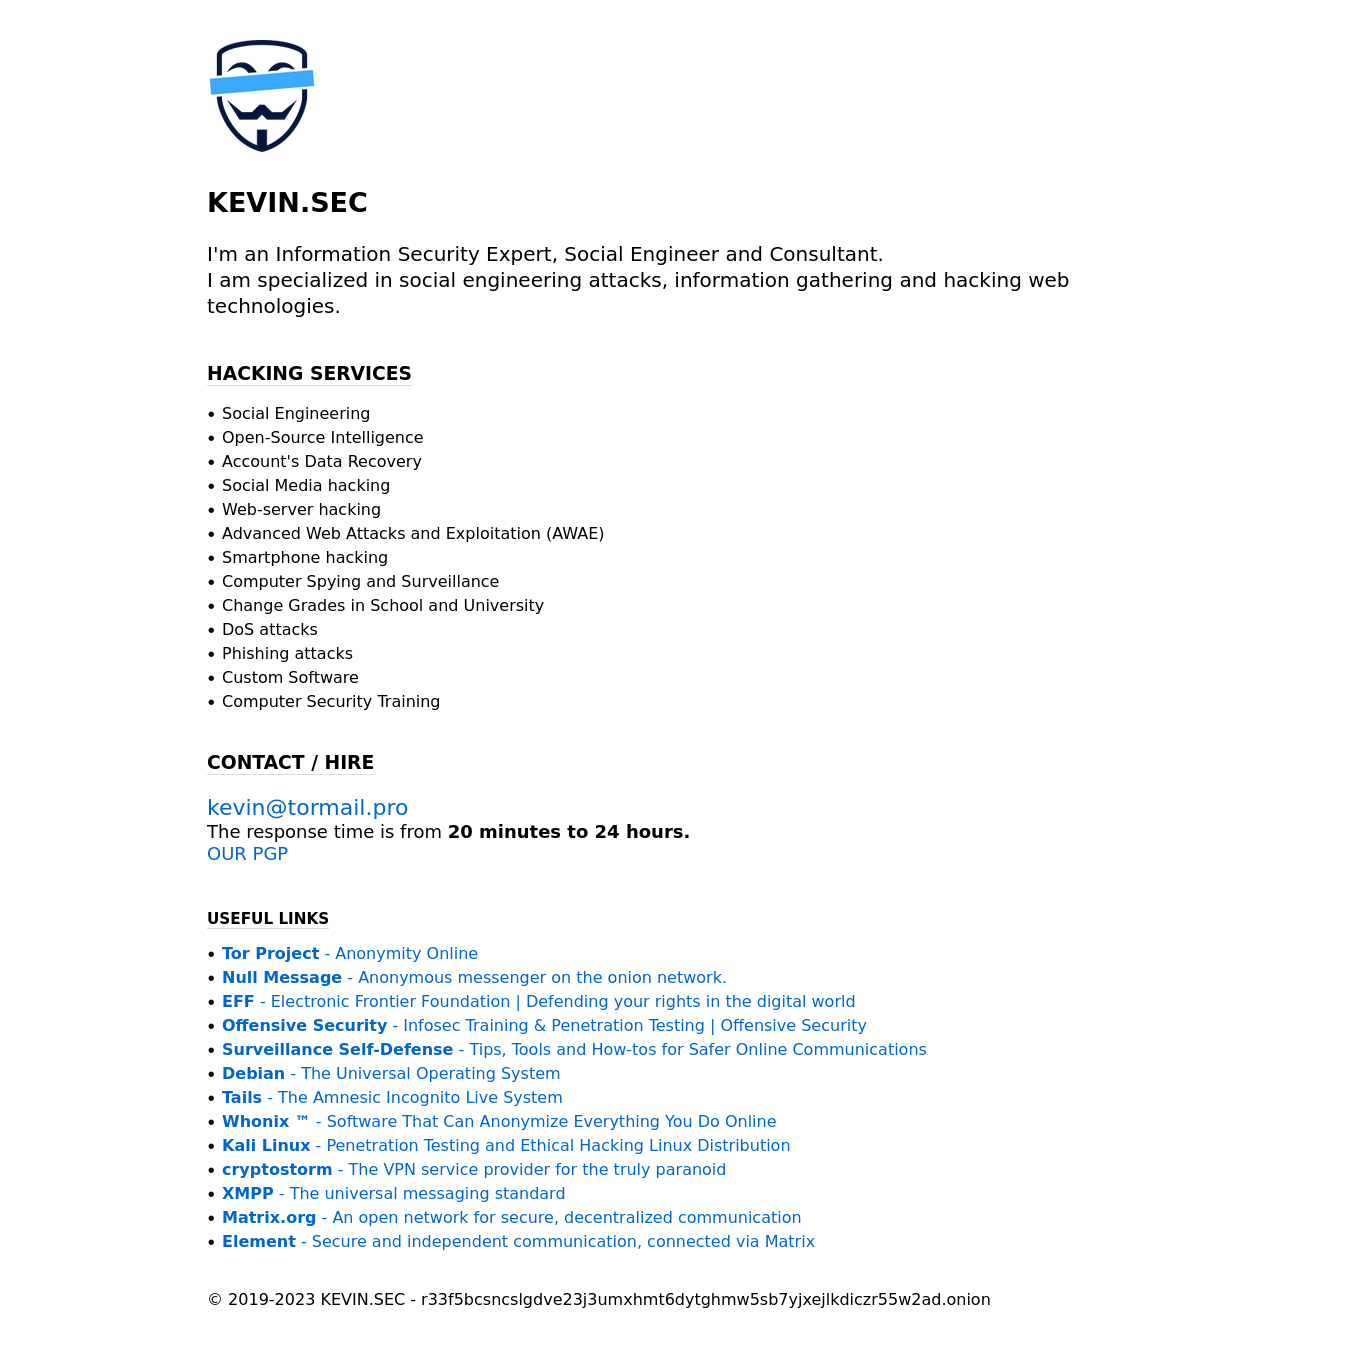 KEVIN.SEC
I'm an Information Security Expert, Social Engineer and Consultant.
I am specialized in social engineering attacks, information gathering and hacking web
technologies.
HACKING SERVICES
• Social Engineering
• Open-Source Intelligence
• Account's Data Recovery
• Social Media hacking
• Web-server hacking
• Advanced Web Attacks and Exploitation (AWAE)
• Smartphone hacking
• Computer Spying and Surveillance
• Change Grades in School and University
• DoS attacks
• Phishing attacks
• Custom Software
• Computer Security Training
CONTACT / HIRE
kevin@tormail.pro
The response time is from 20 minutes to 24 hours.
OUR PGP
USEFUL LINKS
• Tor Project - Anonymity Online
• Null Message - Anonymous messenger on the onion network.
• EFF - Electronic Frontier Foundation | Defending your rights in the digital world
• Offensive Security - Infosec Training & Penetration Testing | Offensive Security
• Surveillance Self-Defense - Tips, Tools and How-tos for Safer Online Communications
• Debian - The Universal Operating System
• Tails - The Amnesic Incognito Live System
• Whonix ™ - Software That Can Anonymize Everything You Do Online
• Kali Linux - Penetration Testing and Ethical Hacking Linux Distribution
• cryptostorm - The VPN service provider for the truly paranoid
• XMPP - The universal messaging standard
• Matrix.org - An open network for secure, decentralized communication
• Element - Secure and independent communication, connected via Matrix
© 2019-2023 KEVIN.SEC - r33f5bcsncslgdve23j3umxhmt6dytghmw5sb7yjxejlkdiczr55w2ad.onion